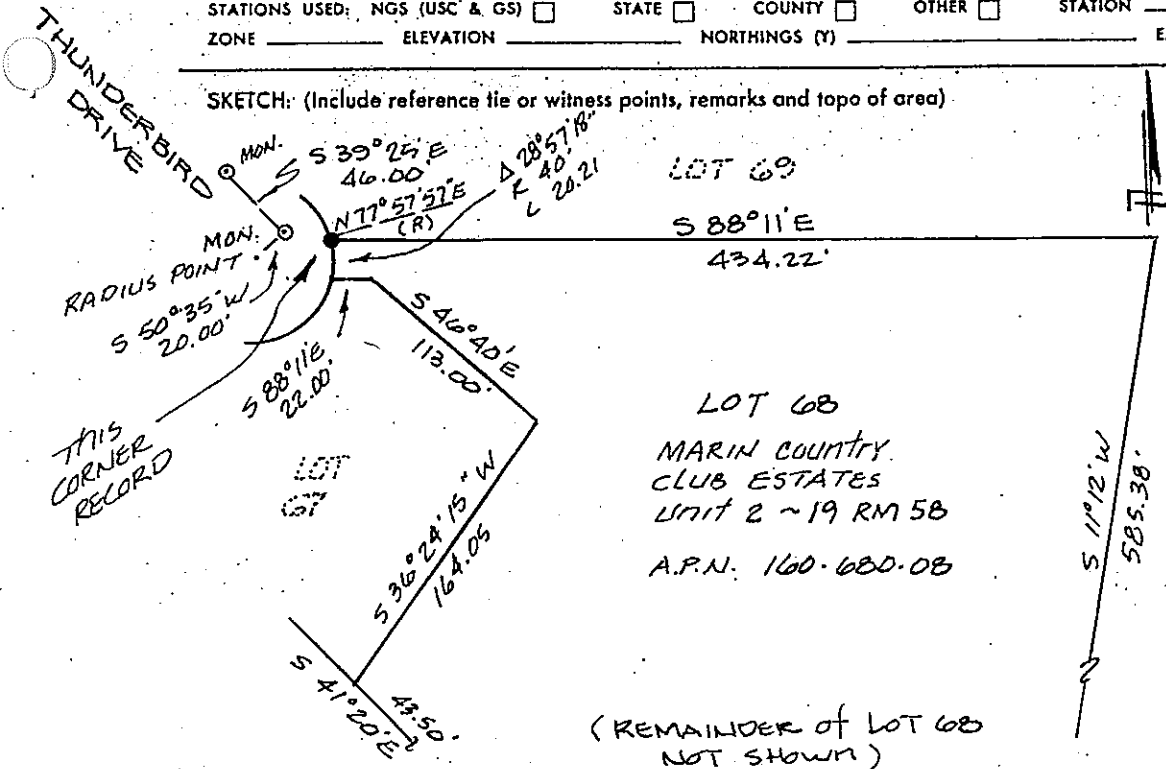 STATIONS USED: NGS (USC & GS) STATE COUNTY OTHER STATION
ZONE ELEVATION NORTHINGS (Y) E
THUNDERBIRD
DRIVE
SKETCH: (Include reference tie or witness points, remarks and topo of area)
MON.
S 39°25'E
46.00'
N 77°57'57"E
(R)
Δ 28°57'18"
R 40'
L 20.21
LOT 69
S 88°11'E
434.22'
MON.
RADIUS POINT
S 50°35'W
20.00'
THIS
CORNER
RECORD
S 88°11'E
22.00'
S 46°40'E
113.00'
LOT
67
S 36°24'15"W
164.05
S 41°20'E
43.50'
LOT 68
MARIN COUNTRY
CLUB ESTATES
Unit 2 ~ 19 RM 58
A.P.N. 160-680-08
S 11°12'W
585.38'
(REMAINDER of LOT 68
NOT SHOWN)